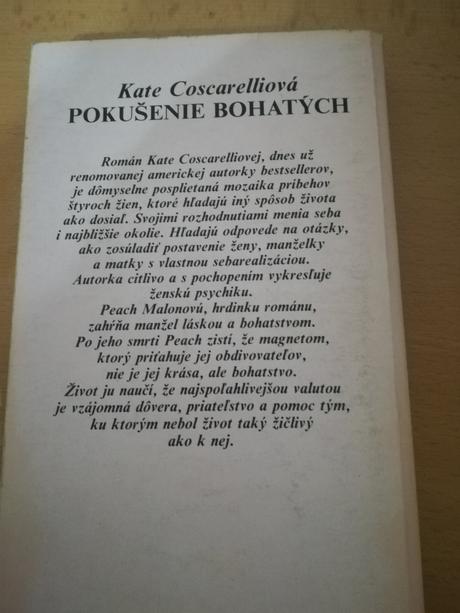 Kate Coscarelliová
POKUŠENIE BOHATÝCH
Román Kate Coscarelliovej, dnes už
renomovanej americkej autorky bestsellerov,
je dômyselne posplietaná mozaika príbehov
štyroch žien, ktoré hľadajú iný spôsob života
ako dosiaľ. Svojimi rozhodnutiami menia seba
i najbližšie okolie. Hľadajú odpovede na otázky,
ako zosúladiť postavenie ženy, manželky
a matky s vlastnou sebarealizáciou.
Autorka citlivo a s pochopením vykresľuje
ženskú psychiku.
Peach Malonovú, hrdinku románu,
zahŕňa manžel láskou a bohatstvom.
Po jeho smrti Peach zistí, že magnetom,
ktorý priťahuje jej obdivovateľov,
nie je jej krása, ale bohatstvo.
Život ju naučí, že najspoľahlivejšou valutou
je vzájomná dôvera, priateľstvo a pomoc tým,
ku ktorým nebol život taký žičlivý
ako k nej.